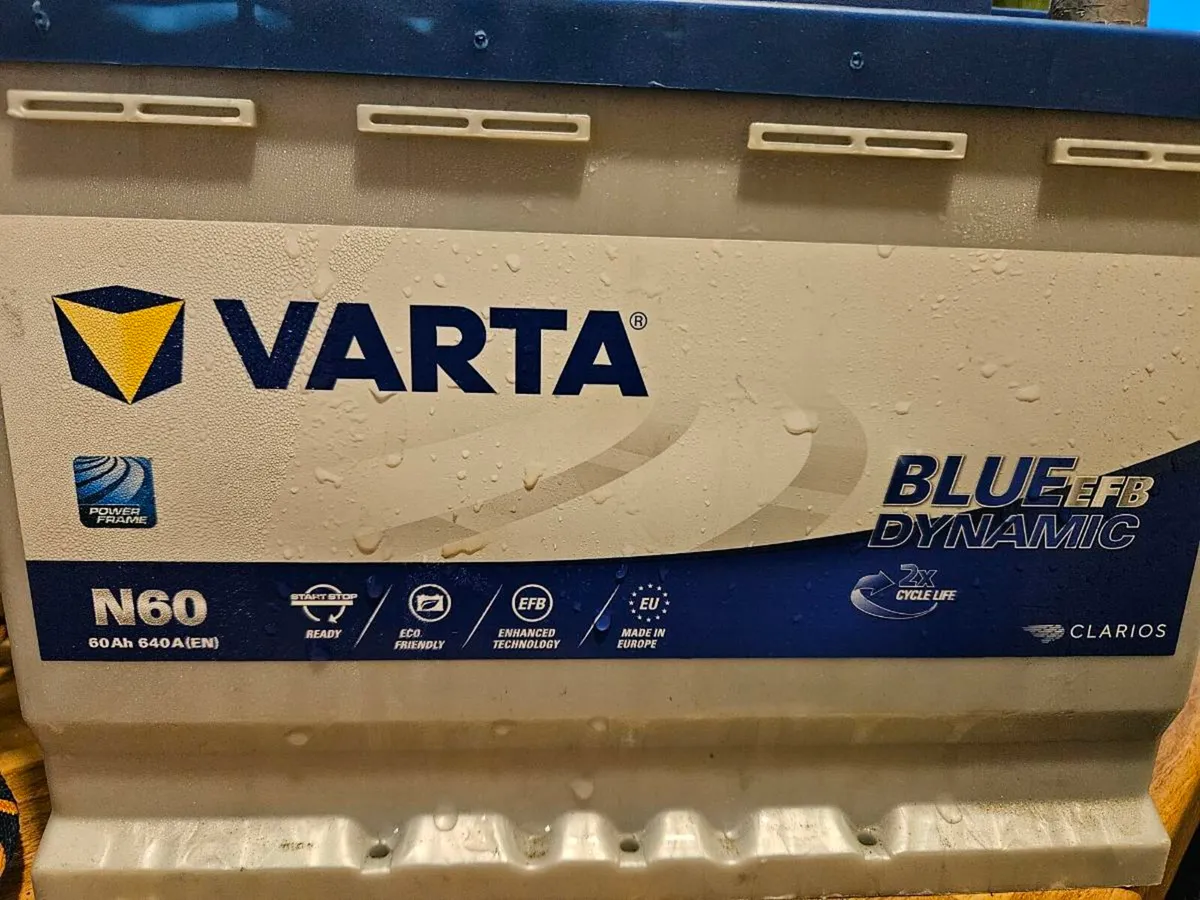 VARTA®
POWER
FRAME
BLUE EFB
DYNAMIC
N60
60Ah 640A(EN)
START STOP
READY
ECO
FRIENDLY
EFB
ENHANCED
TECHNOLOGY
EU
MADE IN
EUROPE
2x
CYCLE LIFE
CLARIOS